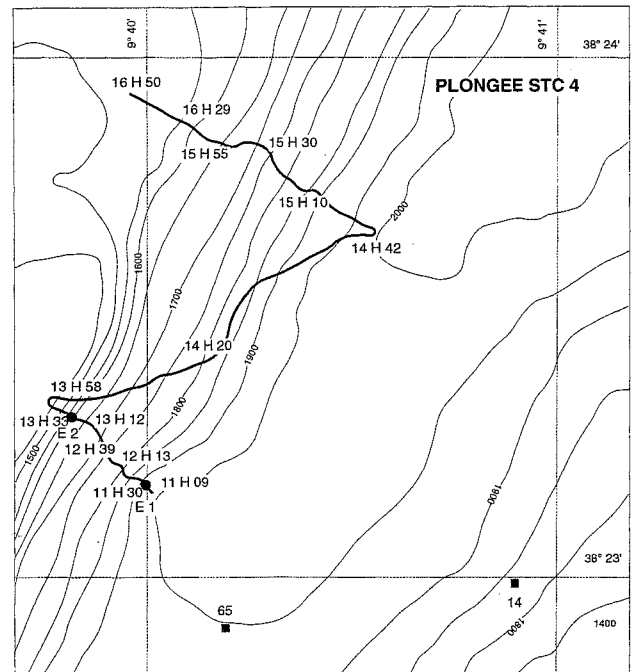 9° 40'
9° 41'
38° 24'
16 H 50
PLONGEE STC 4
16 H 29
15 H 30
15 H 55
15 H 10
2000
14 H 42
1600
1700
14 H 20
1900
13 H 58
1800
13 H 33
13 H 12
E 2
12 H 39
12 H 13
1500
11 H 09
11 H 30
E 1
1900
38° 23'
14
65
1800
1400